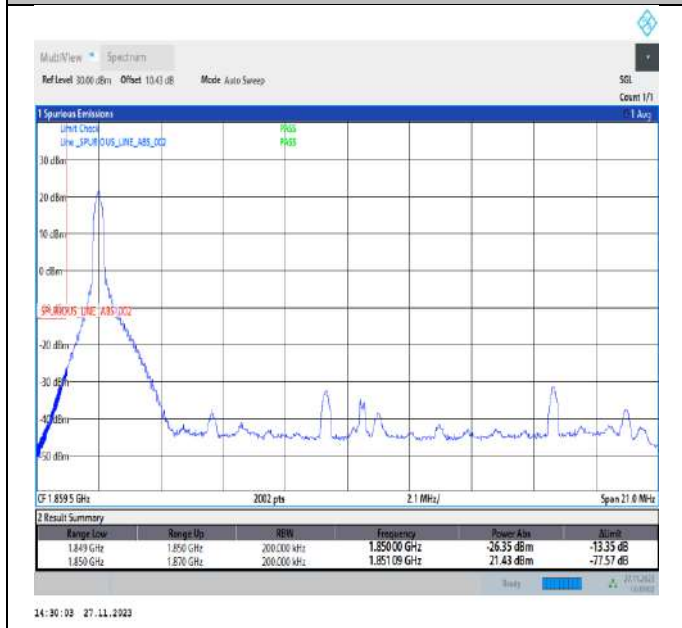 MultiView Spectrum
Ref Level 30.00 dBm Offset 10.43 dB Mode Auto Sweep SGL
Count 1/1
1 Spurious Emissions 1 Avg
Limit Check PASS
Line _SPURIOUS_LINE_ABS_002 PASS
30 dBm
20 dBm
10 dBm
0 dBm
SPURIOUS_LINE_ABS_002
-20 dBm
-30 dBm
-40 dBm
-50 dBm
CF 1.8595 GHz 2002 pts 2.1 MHz/ Span 21.0 MHz
2 Result Summary
Range Low Range Up RBW Frequency Power Abs ΔLimit
1.849 GHz 1.850 GHz 200.000 kHz 1.85000 GHz -26.35 dBm -13.35 dB
1.850 GHz 1.870 GHz 200.000 kHz 1.85109 GHz 21.43 dBm -77.57 dB
Ready 27.11.2023
14:30:03 27.11.2023